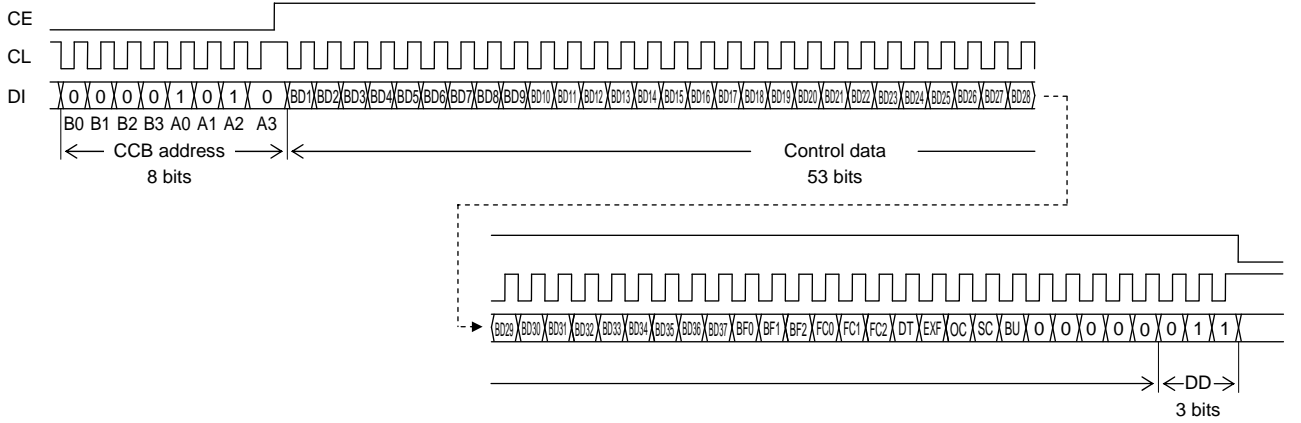 CE
CL
DI 0 0 0 0 1 0 1 0 BD1 BD2 BD3 BD4 BD5 BD6 BD7 BD8 BD9 BD10 BD11 BD12 BD13 BD14 BD15 BD16 BD17 BD18 BD19 BD20 BD21 BD22 BD23 BD24 BD25 BD26 BD27 BD28
B0 B1 B2 B3 A0 A1 A2 A3
CCB address Control data
8 bits 53 bits
BD29 BD30 BD31 BD32 BD33 BD34 BD35 BD36 BD37 BF0 BF1 BF2 FC0 FC1 FC2 DT EXF OC SC BU 0 0 0 0 0 0 1 1
DD
3 bits